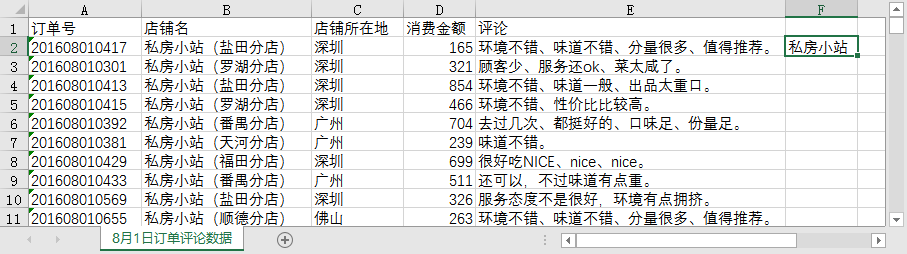 A B C D E F
1 订单号 店铺名 店铺所在地 消费金额 评论
2 201608010417 私房小站（盐田分店） 深圳 165 环境不错、味道不错、分量很多、值得推荐。 私房小站
3 201608010301 私房小站（罗湖分店） 深圳 321 顾客少、服务还ok、菜太咸了。
4 201608010413 私房小站（盐田分店） 深圳 854 环境不错、味道一般、出品太重口。
5 201608010415 私房小站（罗湖分店） 深圳 466 环境不错、性价比比较高。
6 201608010392 私房小站（番禺分店） 广州 704 去过几次、都挺好的、口味足、份量足。
7 201608010381 私房小站（天河分店） 广州 239 味道不错。
8 201608010429 私房小站（福田分店） 深圳 699 很好吃NICE、nice、nice。
9 201608010433 私房小站（番禺分店） 广州 511 还可以，不过味道有点重。
10 201608010569 私房小站（盐田分店） 深圳 326 服务态度不是很好，环境有点拥挤。
11 201608010655 私房小站（顺德分店） 佛山 263 环境不错、味道不错、分量很多、值得推荐。
8月1日订单评论数据